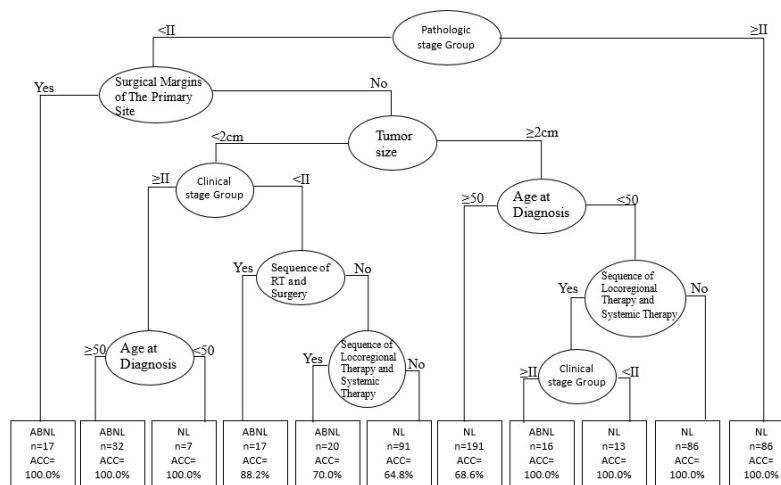 <II
Pathologic
stage Group
≥II
Yes
Surgical Margins
of The Primary
Site
No
<2cm
Tumor
size
≥2cm
≥II
Clinical
stage Group
<II
≥50
Age at
Diagnosis
<50
Yes
Sequence of
RT and
Surgery
No
Yes
Sequence of
Locoregional
Therapy and
Systemic Therapy
No
≥50
Age at
Diagnosis
<50
Yes
Sequence of
Locoregional
Therapy and
Systemic
Therapy
No
≥II
Clinical
stage Group
<II
ABNL
n=17
ACC=
100.0%
ABNL
n=32
ACC=
100.0%
NL
n=7
ACC=
100.0%
ABNL
n=17
ACC=
88.2%
ABNL
n=20
ACC=
70.0%
NL
n=91
ACC=
64.8%
NL
n=191
ACC=
68.6%
ABNL
n=16
ACC=
100.0%
NL
n=13
ACC=
100.0%
NL
n=86
ACC=
100.0%
NL
n=86
ACC=
100.0%